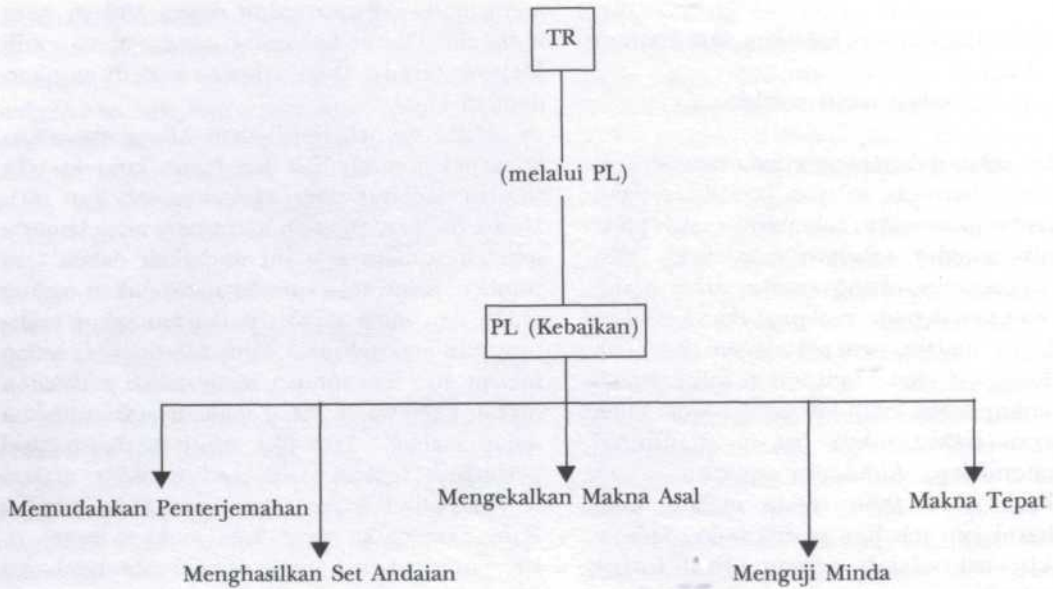 TR
(melalui PL)
PL (Kebaikan)
Memudahkan Penterjemahan
Mengekalkan Makna Asal
Makna Tepat
Menghasilkan Set Andaian
Menguji Minda